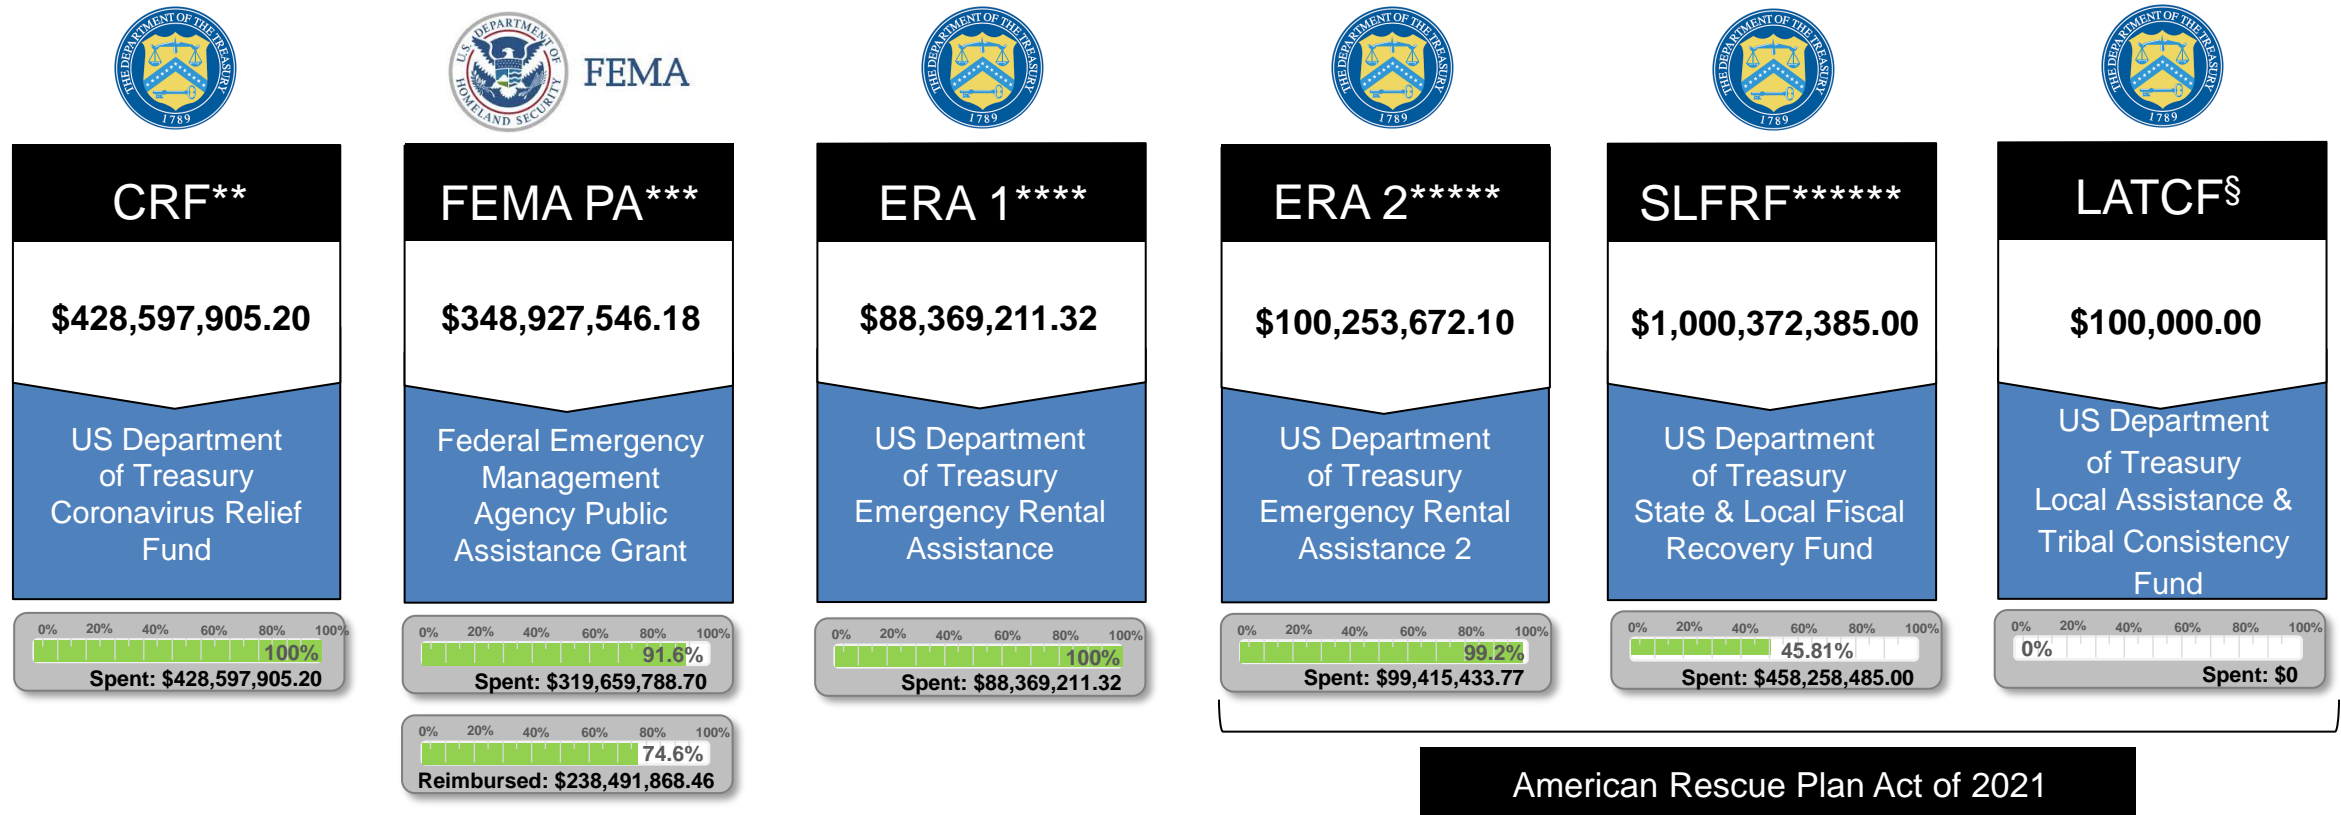 THE DEPARTMENT OF THE TREASURY
1789
U.S. DEPARTMENT OF
HOMELAND SECURITY
FEMA
THE DEPARTMENT OF THE TREASURY
1789
THE DEPARTMENT OF THE TREASURY
1789
THE DEPARTMENT OF THE TREASURY
1789
THE DEPARTMENT OF THE TREASURY
1789
CRF**
$428,597,905.20
US Department
of Treasury
Coronavirus Relief
Fund
0% 20% 40% 60% 80% 100%
100%
Spent: $428,597,905.20
FEMA PA***
$348,927,546.18
Federal Emergency
Management
Agency Public
Assistance Grant
0% 20% 40% 60% 80% 100%
91.6%
Spent: $319,659,788.70
0% 20% 40% 60% 80% 100%
74.6%
Reimbursed: $238,491,868.46
ERA 1****
$88,369,211.32
US Department
of Treasury
Emergency Rental
Assistance
0% 20% 40% 60% 80% 100%
100%
Spent: $88,369,211.32
ERA 2*****
$100,253,672.10
US Department
of Treasury
Emergency Rental
Assistance 2
0% 20% 40% 60% 80% 100%
99.2%
Spent: $99,415,433.77
SLFRF******
$1,000,372,385.00
US Department
of Treasury
State & Local Fiscal
Recovery Fund
0% 20% 40% 60% 80% 100%
45.81%
Spent: $458,258,485.00
LATCF§
$100,000.00
US Department
of Treasury
Local Assistance &
Tribal Consistency
Fund
0% 20% 40% 60% 80% 100%
0%
Spent: $0
American Rescue Plan Act of 2021